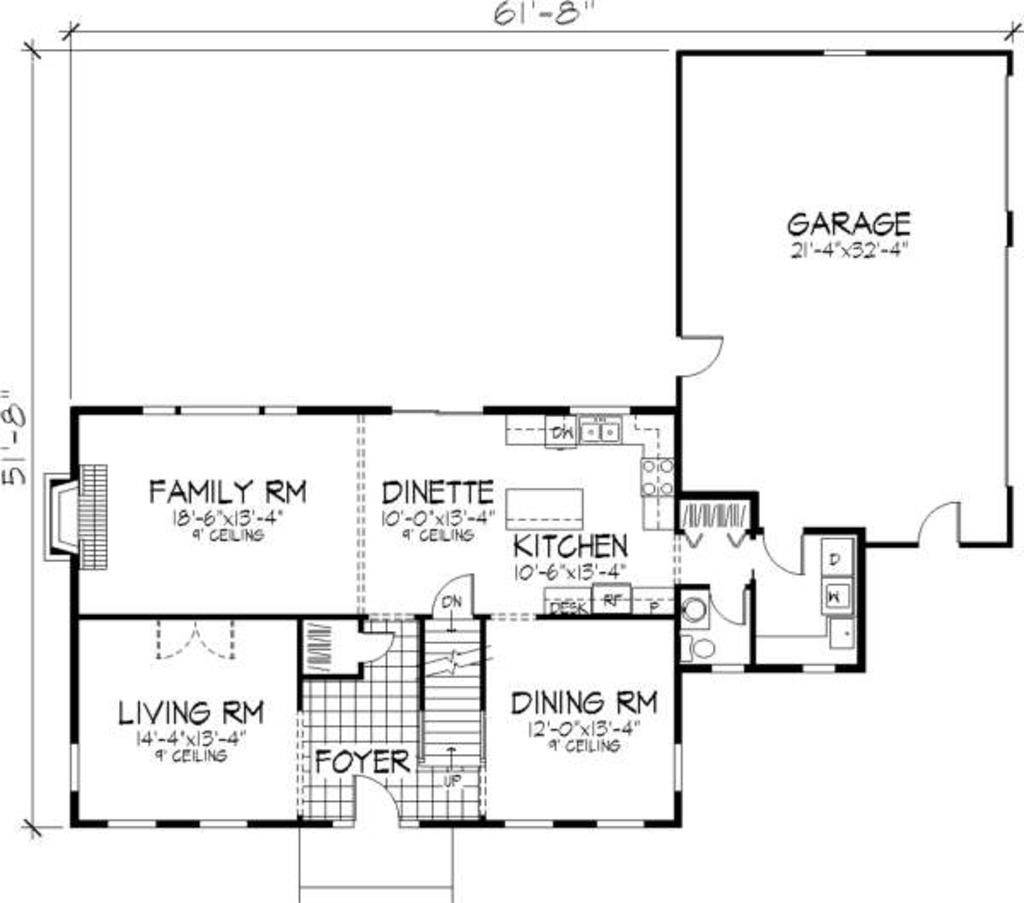 61'-8"
51'-8"
GARAGE
21'-4"x32'-4"
DW
FAMILY RM
18'-6"x13'-4"
9' CEILING
DINETTE
10'-0"x13'-4"
9' CEILING
KITCHEN
10'-6"x13'-4"
DN
DESK
RF
P
D
W
LIVING RM
14'-4"x13'-4"
9' CEILING
FOYER
UP
DINING RM
12'-0"x13'-4"
9' CEILING